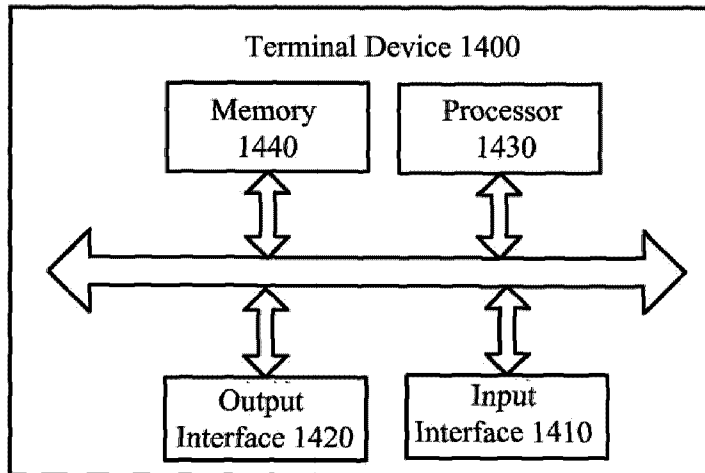 Terminal Device 1400
Memory
1440
Processor
1430
Output
Interface 1420
Input
Interface 1410